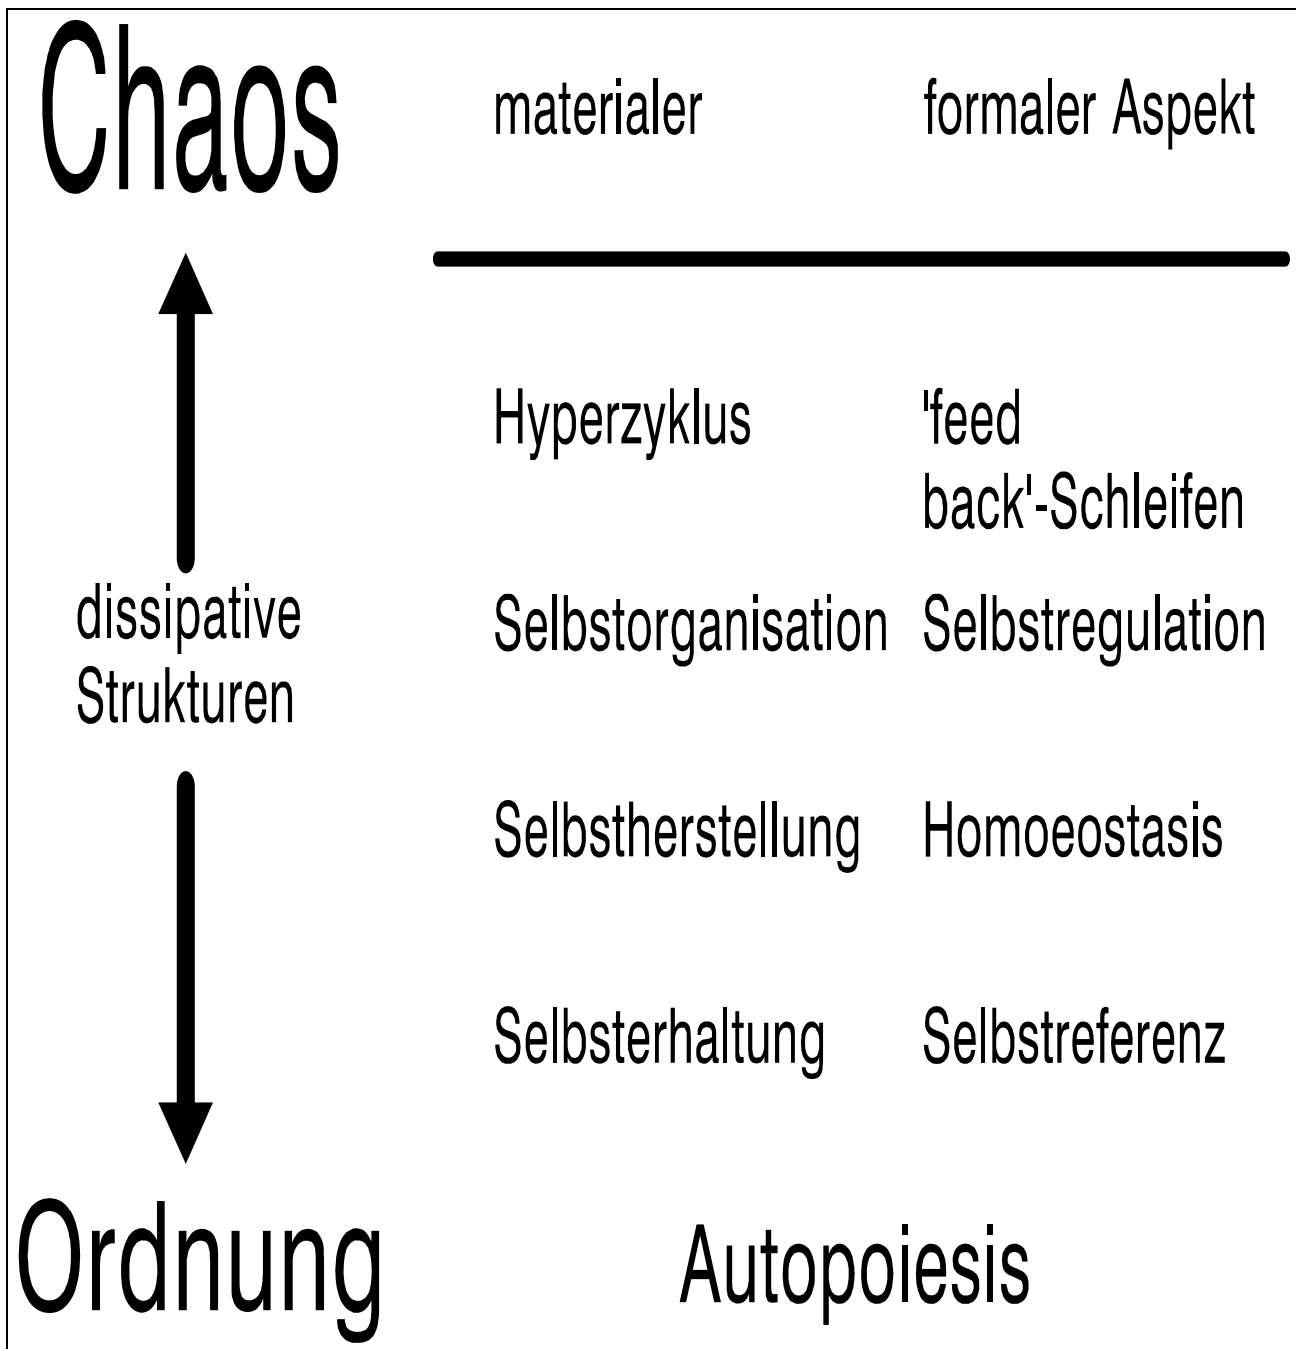 Chaos
materialer
formaler Aspekt
Hyperzyklus
'feed
back'-Schleifen
dissipative
Strukturen
Selbstorganisation
Selbstregulation
Selbstherstellung
Homoeostasis
Selbsterhaltung
Selbstreferenz
Ordnung
Autopoiesis